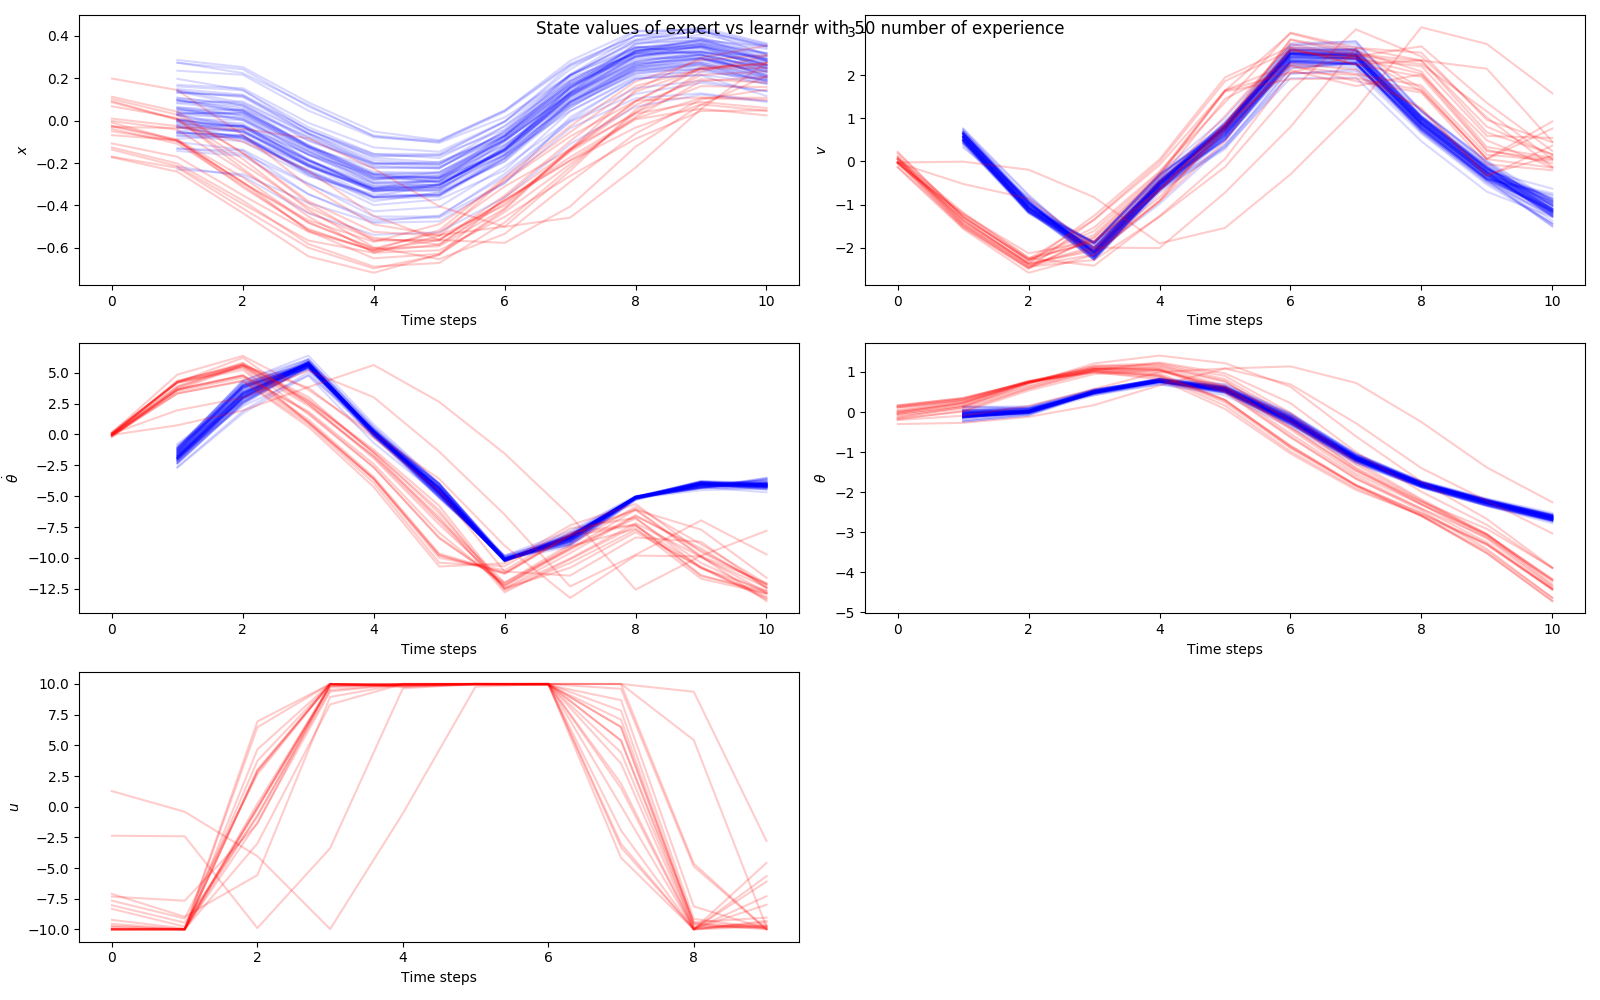 State values of expert vs learner with 50 number of experience
0.4
0.2
0.0
−0.2
−0.4
−0.6
x
0 2 4 6 8 10
Time steps
3
2
1
0
−1
−2
v
0 2 4 6 8 10
Time steps
5.0
2.5
0.0
−2.5
−5.0
−7.5
−10.0
−12.5
θ̇
0 2 4 6 8 10
Time steps
1
0
−1
−2
−3
−4
−5
θ
0 2 4 6 8 10
Time steps
10.0
7.5
5.0
2.5
0.0
−2.5
−5.0
−7.5
−10.0
u
0 2 4 6 8
Time steps